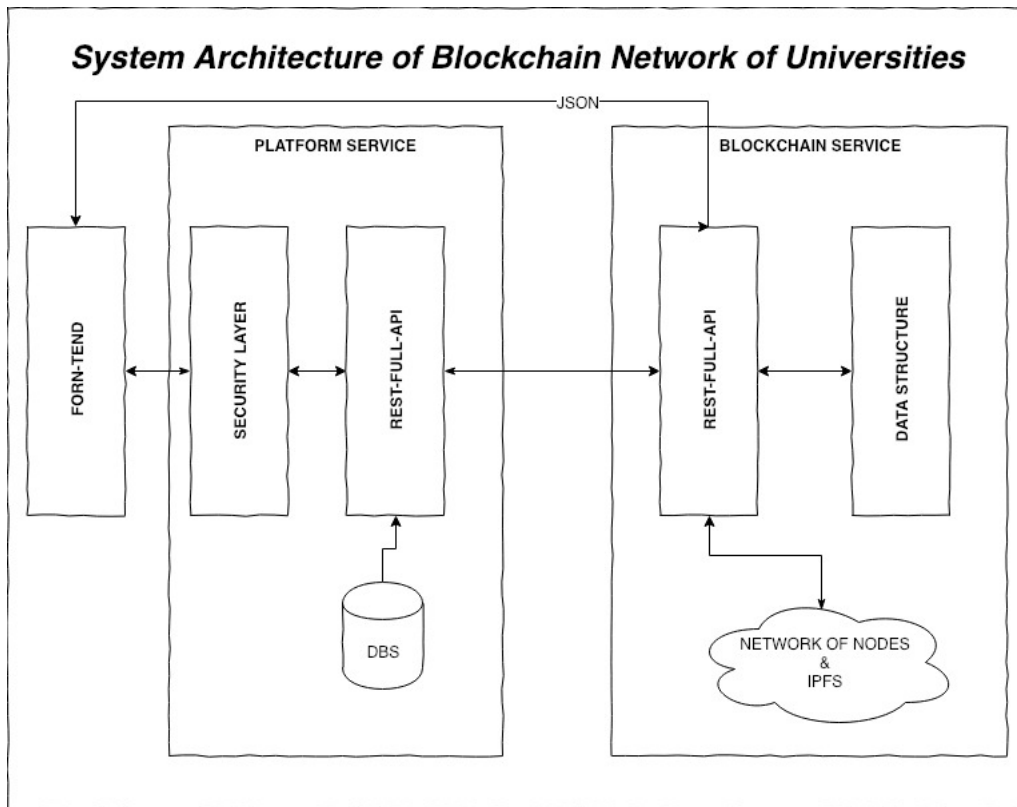 System Architecture of Blockchain Network of Universities
JSON
PLATFORM SERVICE
BLOCKCHAIN SERVICE
FORN-TEND
SECURITY LAYER
REST-FULL-API
REST-FULL-API
DATA STRUCTURE
DBS
NETWORK OF NODES
&
IPFS